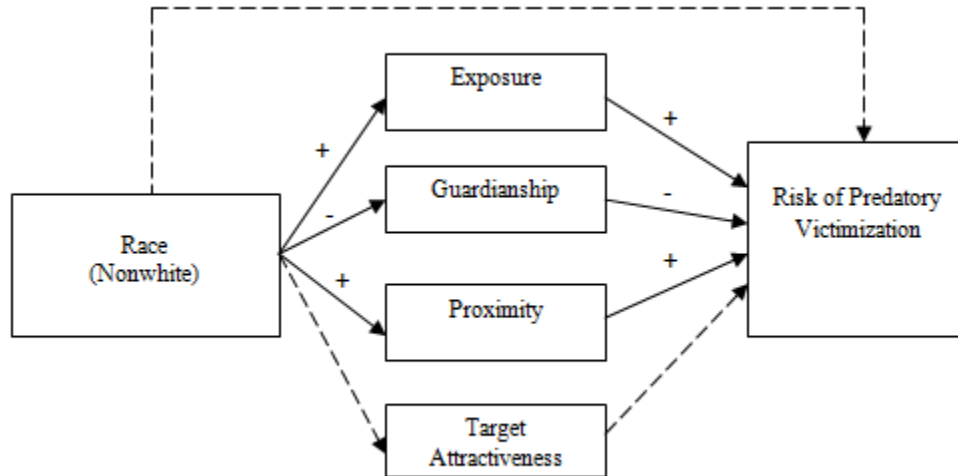 Exposure
+
+
Guardianship
-
-
Race
(Nonwhite)
Risk of Predatory
Victimization
+
+
Proximity
Target
Attractiveness